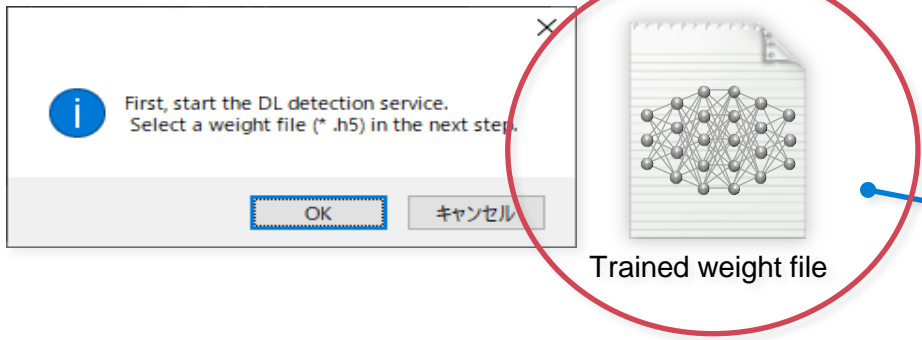 First, start the DL detection service.
Select a weight file (* .h5) in the next step.
OK
キャンセル
Trained weight file